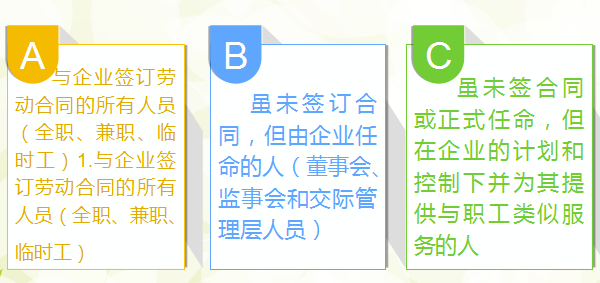 A
与企业签订劳
动合同的所有人员
（全职、兼职、临
时工）1.与企业签
订劳动合同的所有
人员（全职、兼职、
临时工）
B
虽未签订合
同，但由企业任
命的人（董事会、
监事会和交际管
理层人员）
C
虽未签合同
或正式任命，但
在企业的计划和
控制下并为其提
供与职工类似服
务的人